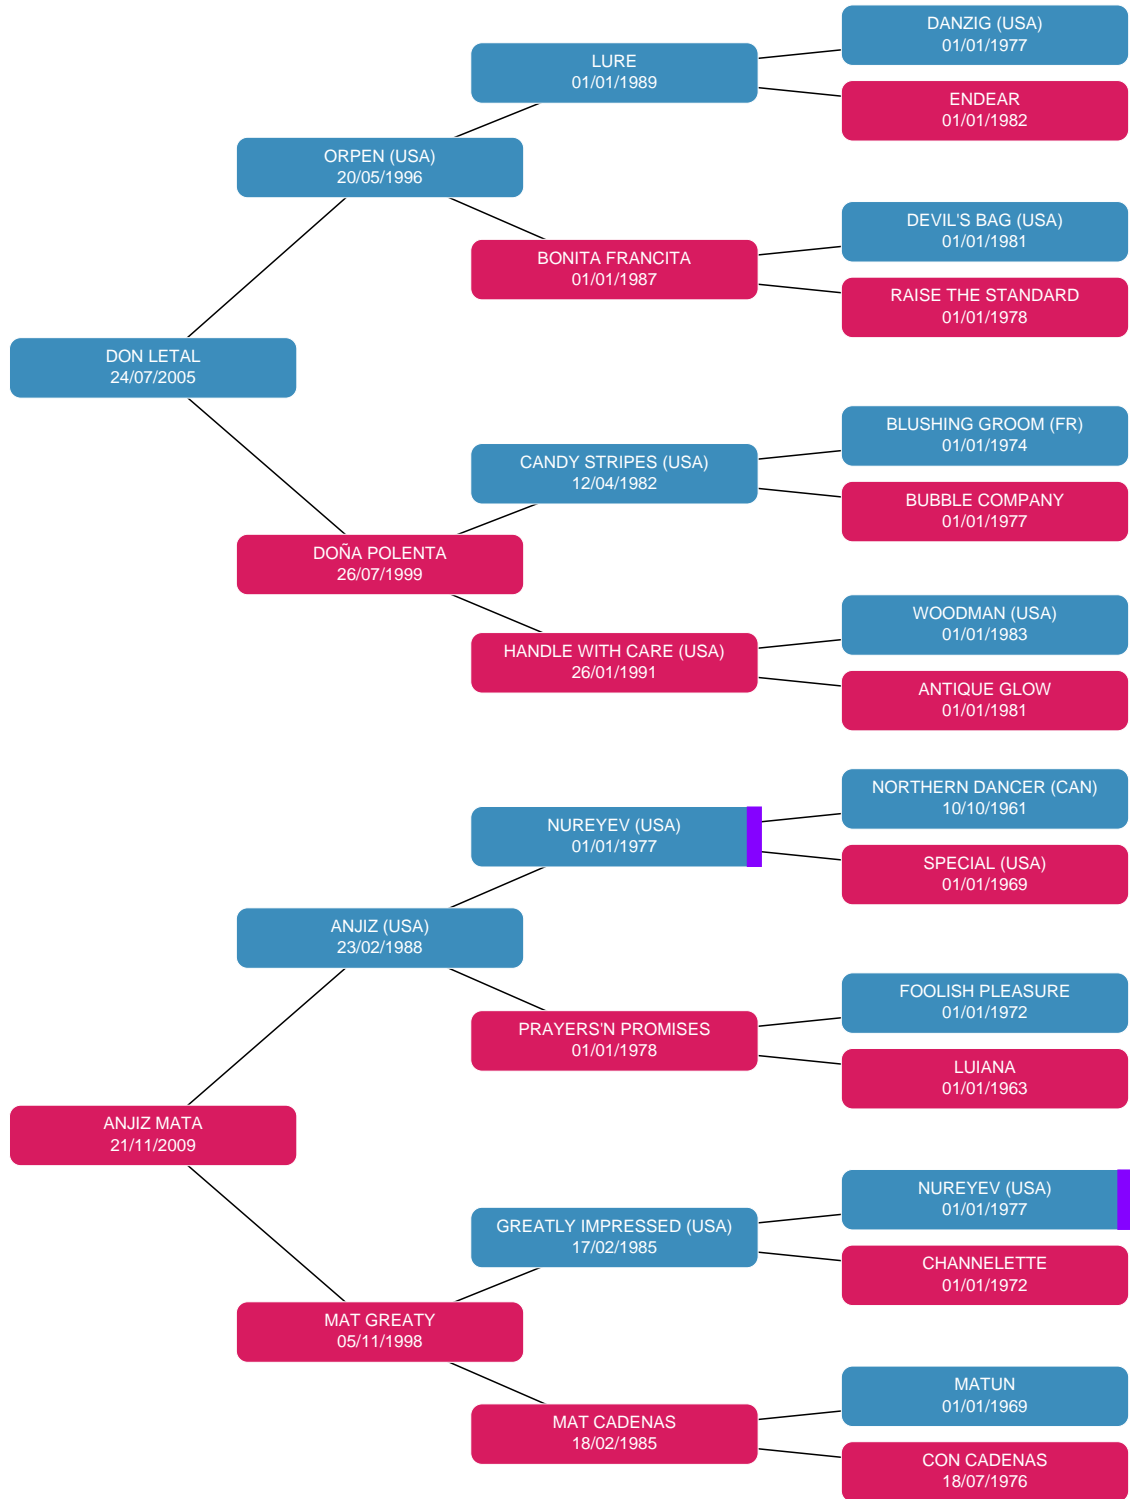 DANZIG (USA)
01/01/1977
LURE
01/01/1989
ENDEAR
01/01/1982
ORPEN (USA)
20/05/1996
DEVIL'S BAG (USA)
01/01/1981
BONITA FRANCITA
01/01/1987
RAISE THE STANDARD
01/01/1978
DON LETAL
24/07/2005
BLUSHING GROOM (FR)
01/01/1974
CANDY STRIPES (USA)
12/04/1982
BUBBLE COMPANY
01/01/1977
DOÑA POLENTA
26/07/1999
WOODMAN (USA)
01/01/1983
HANDLE WITH CARE (USA)
26/01/1991
ANTIQUE GLOW
01/01/1981
NORTHERN DANCER (CAN)
10/10/1961
NUREYEV (USA)
01/01/1977
SPECIAL (USA)
01/01/1969
ANJIZ (USA)
23/02/1988
FOOLISH PLEASURE
01/01/1972
PRAYERS'N PROMISES
01/01/1978
LUIANA
01/01/1963
ANJIZ MATA
21/11/2009
NUREYEV (USA)
01/01/1977
GREATLY IMPRESSED (USA)
17/02/1985
CHANNELETTE
01/01/1972
MAT GREATY
05/11/1998
MATUN
01/01/1969
MAT CADENAS
18/02/1985
CON CADENAS
18/07/1976